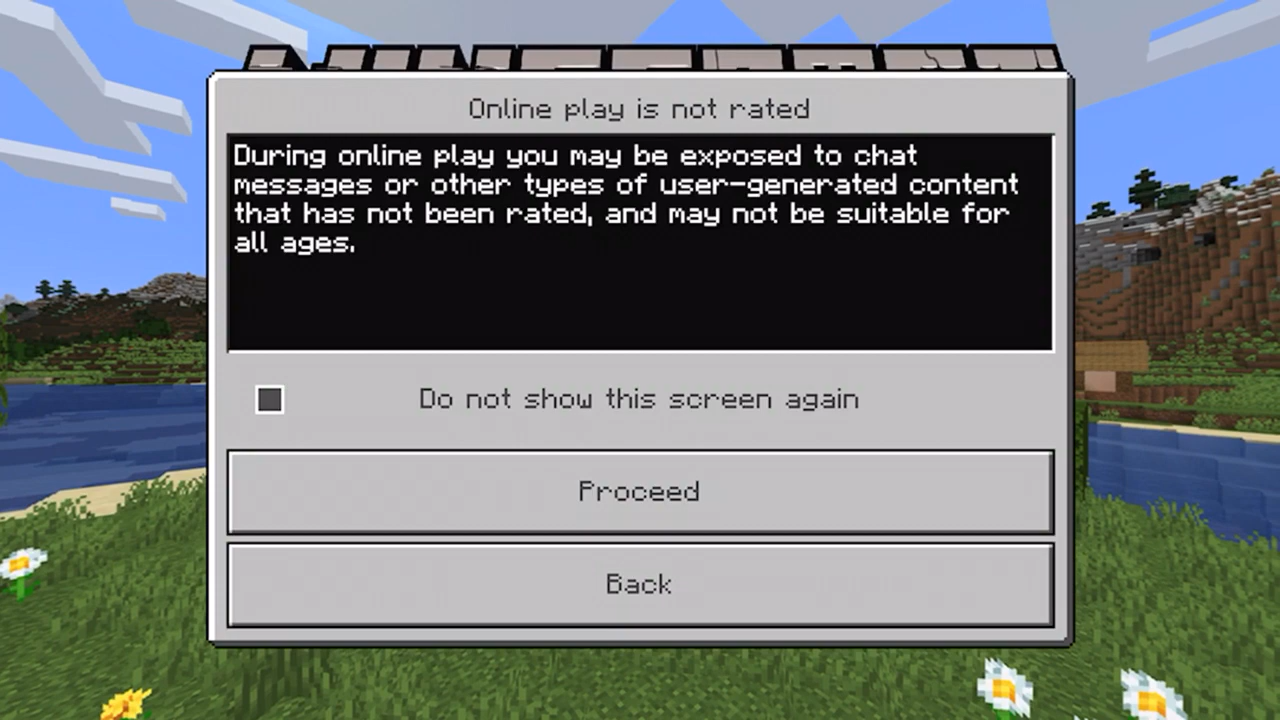 Online play is not rated
During online play you may be exposed to chat
messages or other types of user-generated content
that has not been rated, and may not be suitable for
all ages.
Do not show this screen again
Proceed
Back